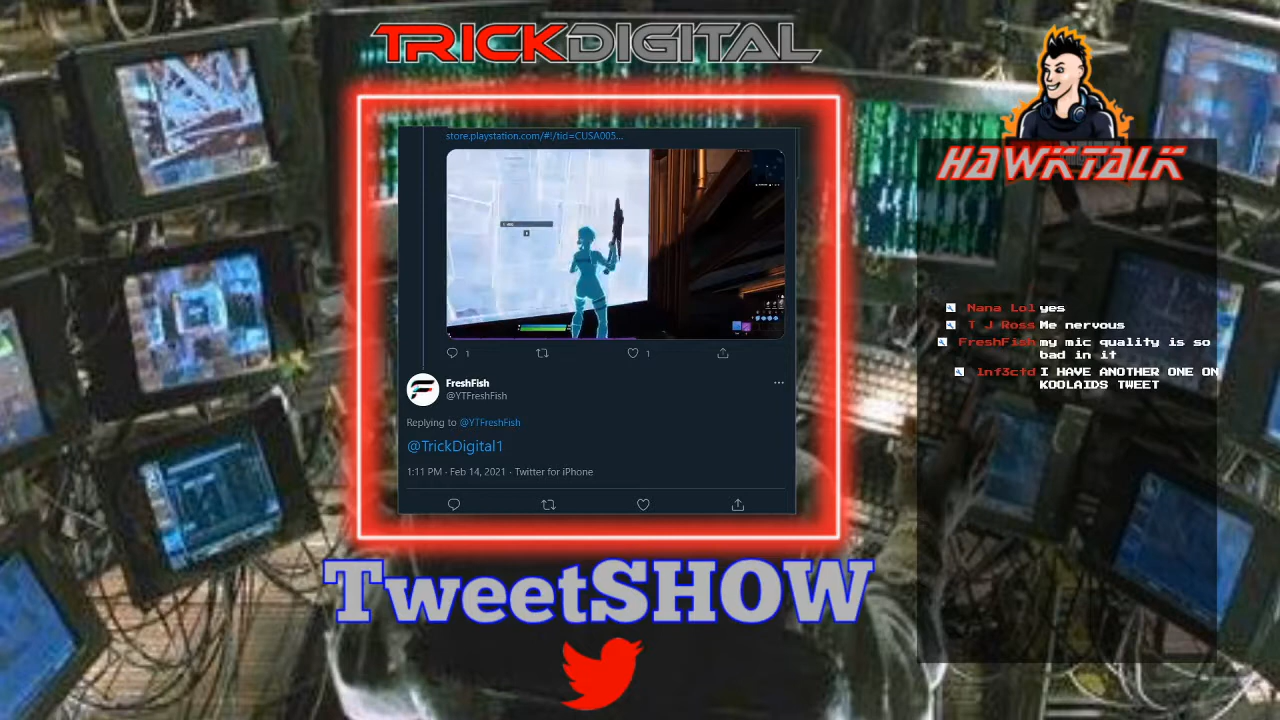 TRICKDIGITAL
HAWKTALK
store.playstation.com/#!/tid=CUSA005...
1
1
FreshFish
@YTFreshFish
Replying to @YTFreshFish
@TrickDigital1
1:11 PM · Feb 14, 2021 · Twitter for iPhone
Nana Lol yes
T J Ross Me nervous
FreshFish my mic quality is so
bad in it
lnf3ctd I HAVE ANOTHER ONE ON
KOOLAIDS TWEET
TweetSHOW